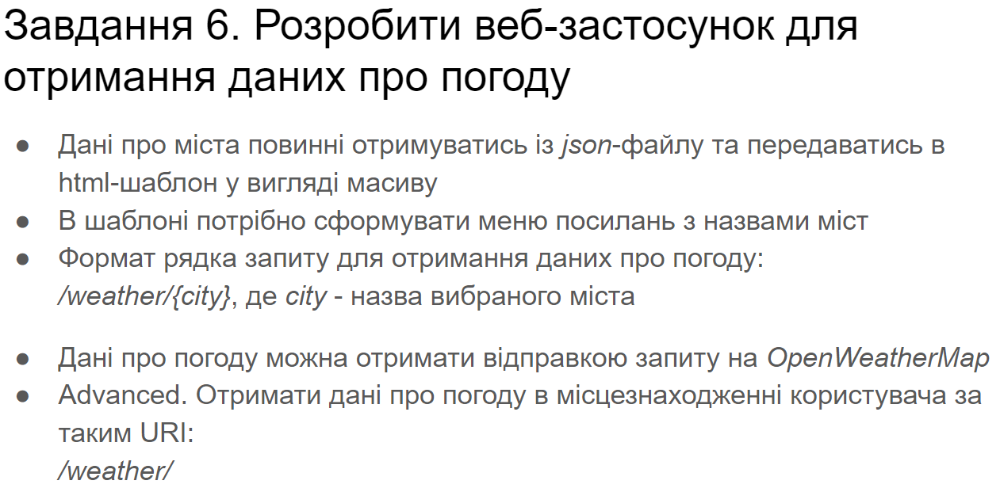 Завдання 6. Розробити веб-застосунок для
отримання даних про погоду
● Дані про міста повинні отримуватись із json-файлу та передаватись в
html-шаблон у вигляді масиву
● В шаблоні потрібно сформувати меню посилань з назвами міст
● Формат рядка запиту для отримання даних про погоду:
/weather/{city}, де city - назва вибраного міста
● Дані про погоду можна отримати відправкою запиту на OpenWeatherMap
● Advanced. Отримати дані про погоду в місцезнаходженні користувача за
таким URI:
/weather/